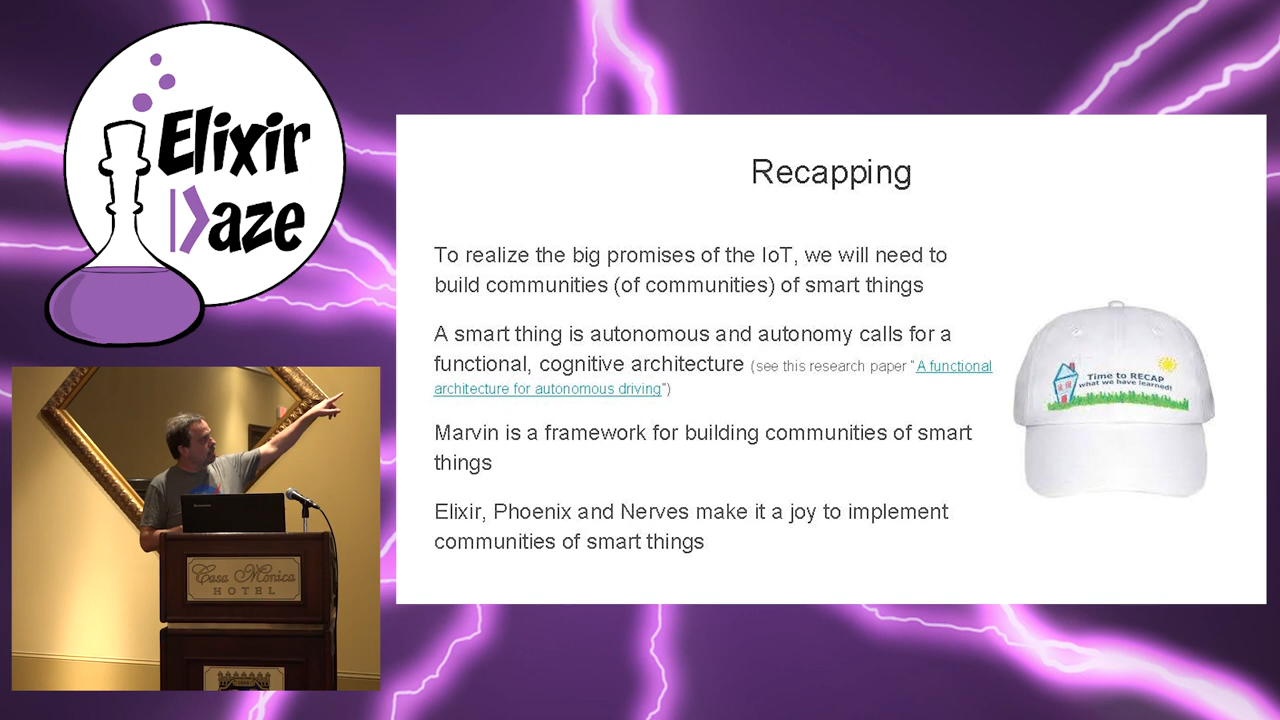 Elixir
Daze
Recapping
To realize the big promises of the IoT, we will need to
build communities (of communities) of smart things
A smart thing is autonomous and autonomy calls for a
functional, cognitive architecture (see this research paper "A functional
architecture for autonomous driving")
Marvin is a framework for building communities of smart
things
Elixir, Phoenix and Nerves make it a joy to implement
communities of smart things
Time to RECAP
what we have learned!
Casa Monica
HOTEL